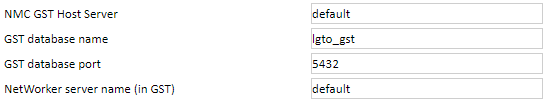 NMC GST Host Server default
GST database name lgto_gst
GST database port 5432
NetWorker server name (in GST) default